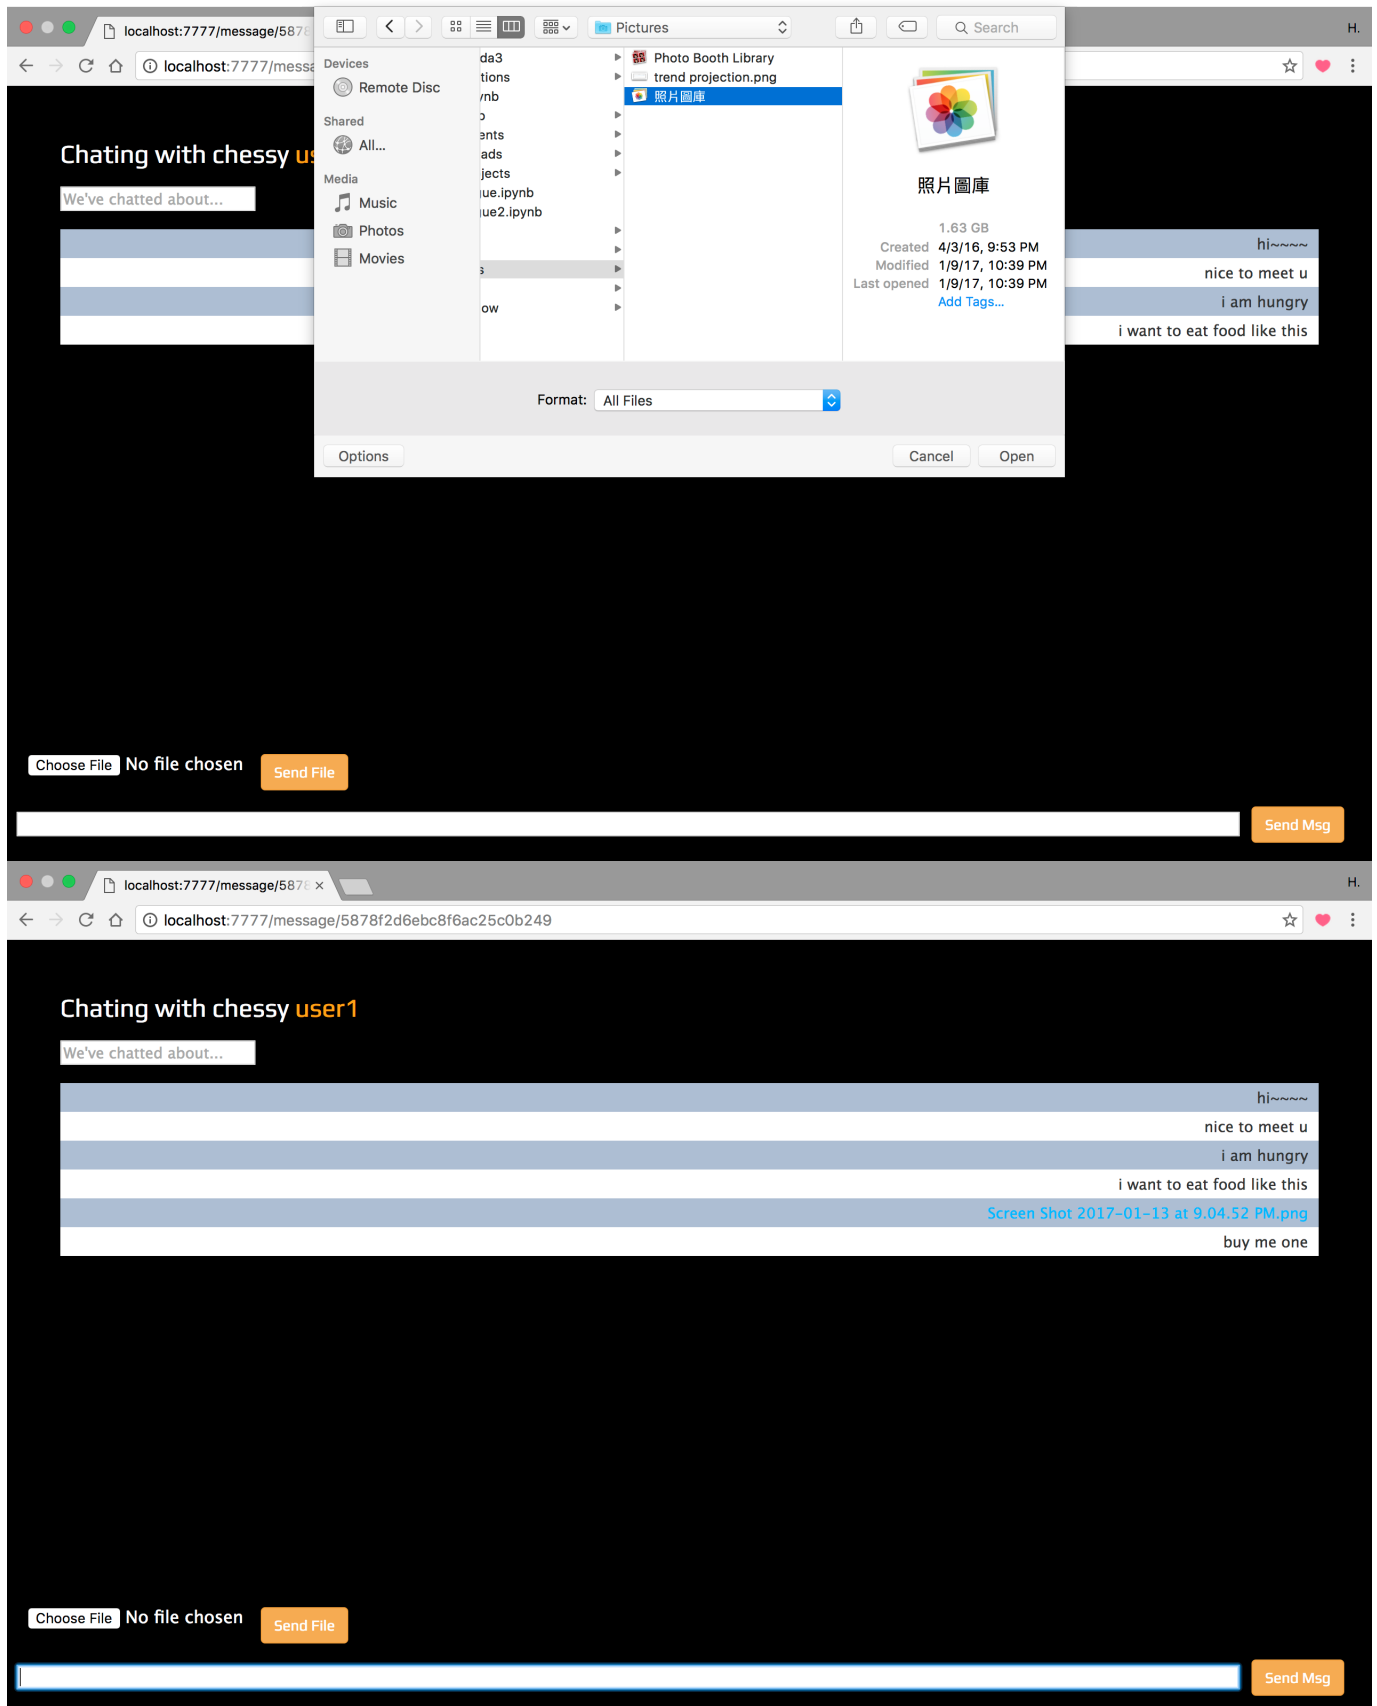 localhost:7777/message/5878
Pictures
Search
H.
localhost:7777/messa
Devices
Remote Disc
Shared
All...
Media
Music
Photos
Movies
da3
tions
ynb
ents
ads
jects
jue.ipynb
jue2.ipynb
s
ow
Photo Booth Library
trend projection.png
照片圖庫
照片圖庫
1.63 GB
Created 4/3/16, 9:53 PM
Modified 1/9/17, 10:39 PM
Last opened 1/9/17, 10:39 PM
Add Tags...
Format: All Files
Options
Cancel
Open
Chating with chessy us
We've chatted about...
hi~~~~
nice to meet u
i am hungry
i want to eat food like this
Choose File No file chosen
Send File
Send Msg
localhost:7777/message/5878
H.
localhost:7777/message/5878f2d6ebc8f6ac25c0b249
Chating with chessy user1
We've chatted about...
hi~~~~
nice to meet u
i am hungry
i want to eat food like this
Screen Shot 2017-01-13 at 9.04.52 PM.png
buy me one
Choose File No file chosen
Send File
Send Msg